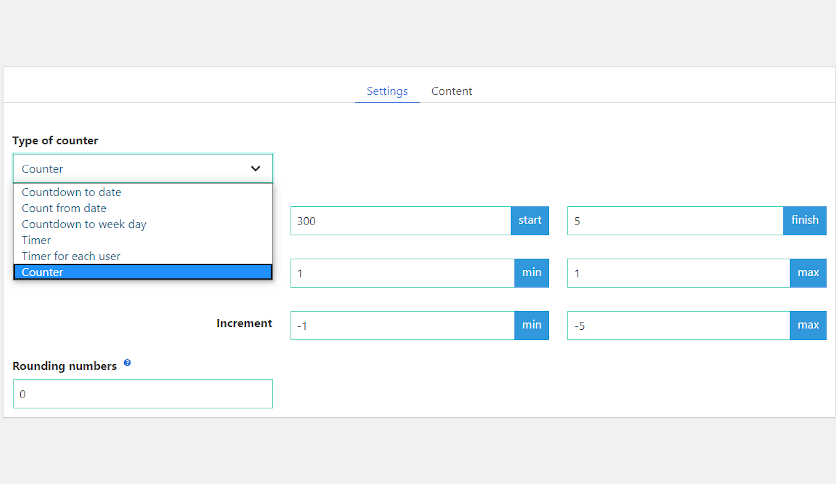 Settings Content
Type of counter
Counter
Countdown to date
Count from date
Countdown to week day
Timer
Timer for each user
Counter
300 start 5 finish
1 min 1 max
Increment -1 min -5 max
Rounding numbers ?
0